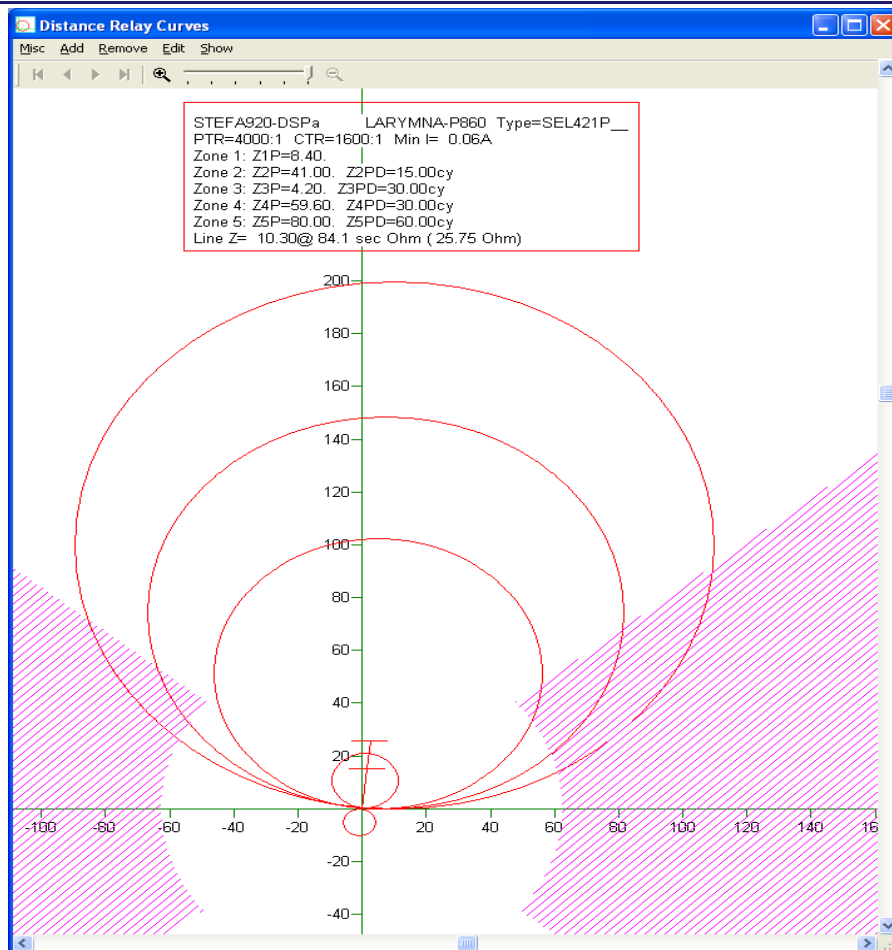 Distance Relay Curves
Misc Add Remove Edit Show
STEFA920-DSPa LARYMNA-P860 Type=SEL421P__
PTR=4000:1 CTR=1600:1 Min I= 0.06A
Zone 1: Z1P=8.40.
Zone 2: Z2P=41.00. Z2PD=15.00cy
Zone 3: Z3P=4.20. Z3PD=30.00cy
Zone 4: Z4P=59.60. Z4PD=30.00cy
Zone 5: Z5P=80.00. Z5PD=60.00cy
Line Z= 10.30@ 84.1 sec Ohm ( 25.75 Ohm)
200
180
160
140
120
100
80
60
40
20
-100 -80 -60 -40 -20 20 40 60 80 100 120 140 16
-20
-40